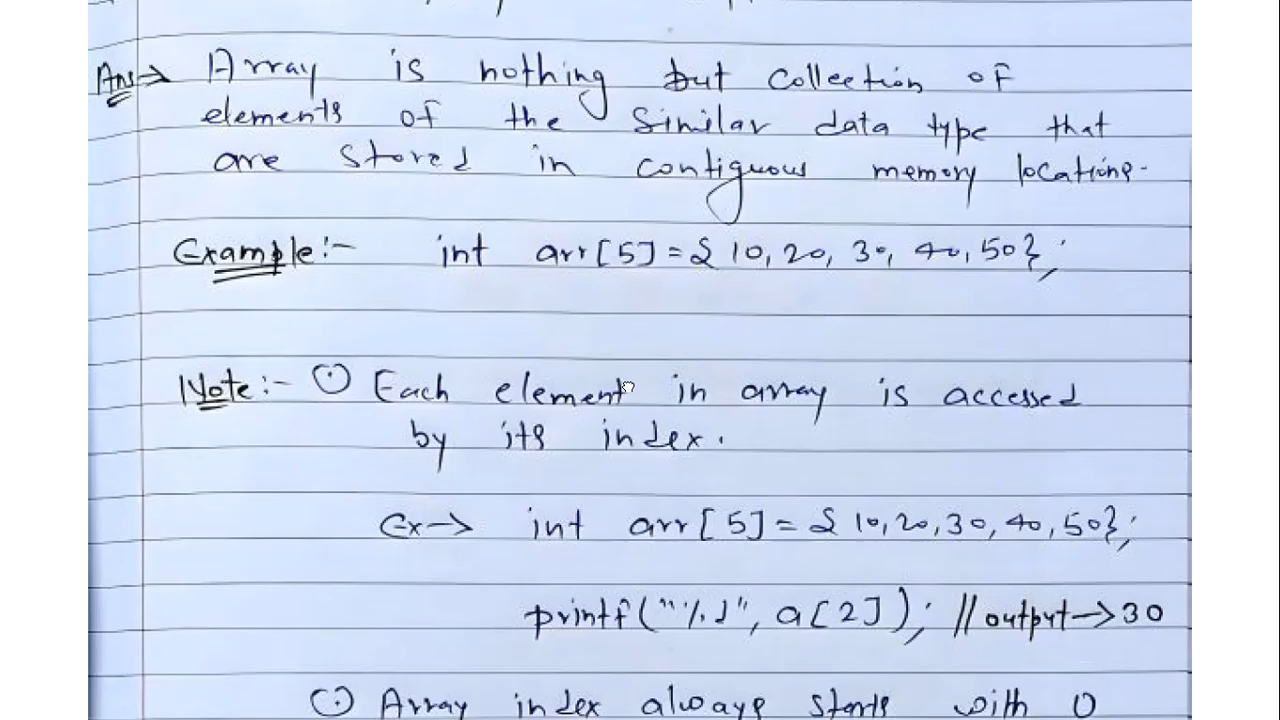 Ans→ Array is nothing but collection of
elements of the similar data type that
are stored in contiguous memory locations.
Example:- int arr[5]={10,20,30,40,50};
Note:- ⊙ Each element in array is accessed
by its index.
Ex→ int arr[5]={10,20,30,40,50};
printf("%d", a[2]); //output→30
⊙ Array index always starts with 0